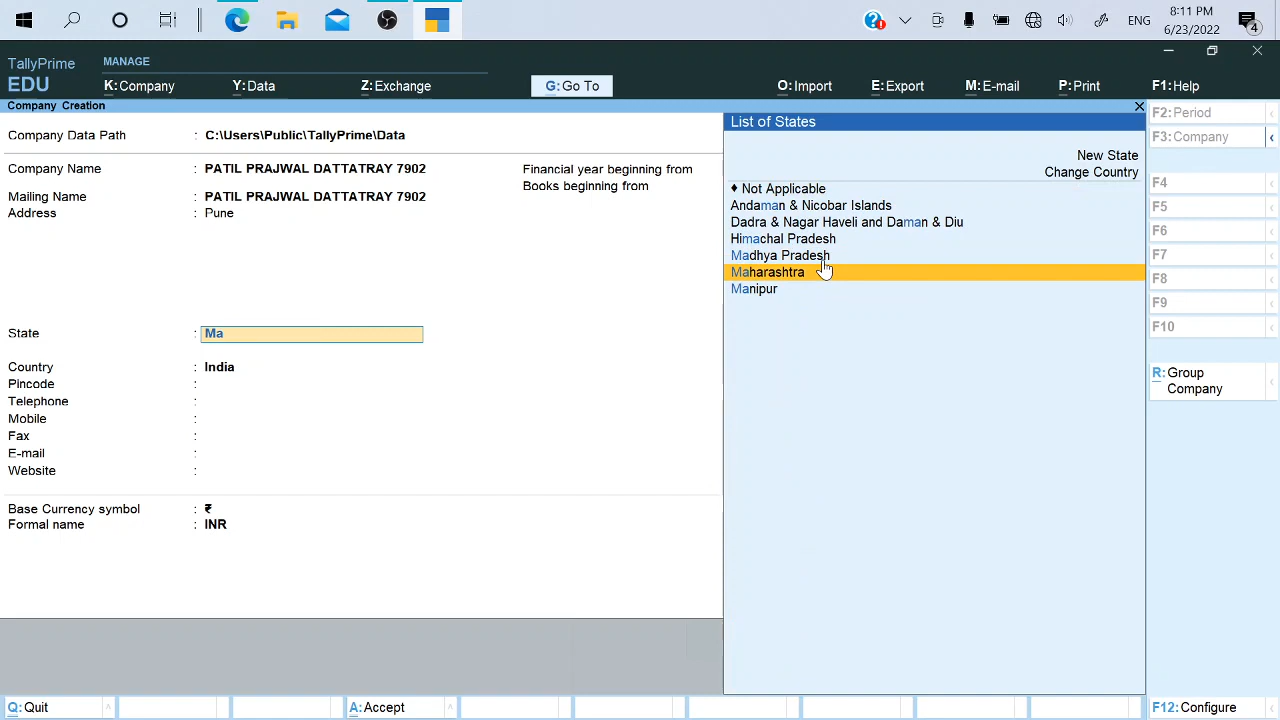 ENG
8:11 PM
6/23/2022
4
TallyPrime
EDU
MANAGE
K:Company
Y:Data
Z:Exchange
G:Go To
O:Import
E:Export
M:E-mail
P:Print
F1:Help
Company Creation
Company Data Path : C:\Users\Public\TallyPrime\Data
Company Name : PATIL PRAJWAL DATTATRAY 7902
Mailing Name : PATIL PRAJWAL DATTATRAY 7902
Address : Pune
Financial year beginning from
Books beginning from
State : Ma
Country : India
Pincode :
Telephone :
Mobile :
Fax :
E-mail :
Website :
Base Currency symbol : ₹
Formal name : INR
List of States
New State
Change Country
♦ Not Applicable
Andaman & Nicobar Islands
Dadra & Nagar Haveli and Daman & Diu
Himachal Pradesh
Madhya Pradesh
Maharashtra
Manipur
F2:Period
F3:Company
F4
F5
F6
F7
F8
F9
F10
R:Group
Company
Q:Quit
A:Accept
F12:Configure